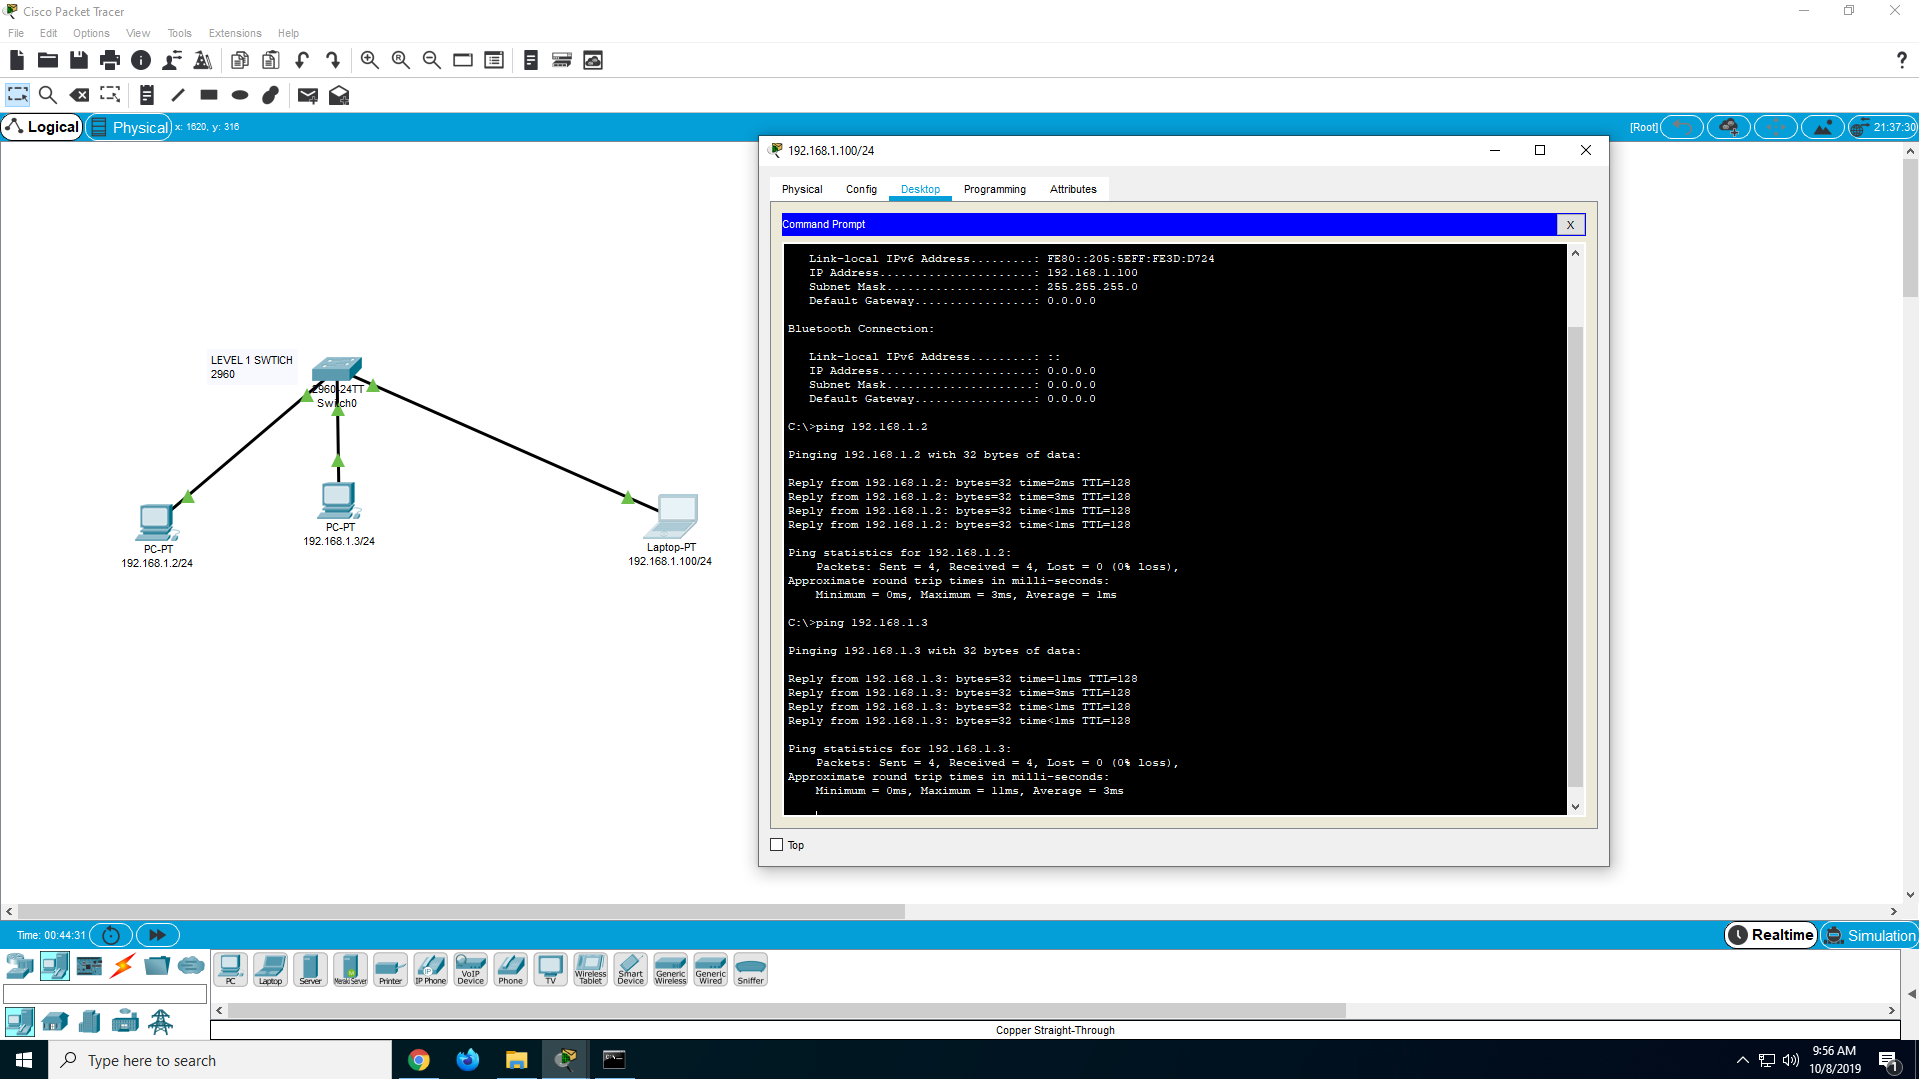 Cisco Packet Tracer
File Edit Options View Tools Extensions Help
Logical Physical x: 1620, y: 316 [Root] 21:37:30
LEVEL 1 SWTICH
2960
2960-24TT
Switch0
PC-PT
192.168.1.2/24
PC-PT
192.168.1.3/24
Laptop-PT
192.168.1.100/24
192.168.1.100/24
Physical Config Desktop Programming Attributes
Command Prompt X
Link-local IPv6 Address.........: FE80::205:5EFF:FE3D:D724
IP Address......................: 192.168.1.100
Subnet Mask.....................: 255.255.255.0
Default Gateway.................: 0.0.0.0
Bluetooth Connection:
Link-local IPv6 Address.........: ::
IP Address......................: 0.0.0.0
Subnet Mask.....................: 0.0.0.0
Default Gateway.................: 0.0.0.0
C:\>ping 192.168.1.2
Pinging 192.168.1.2 with 32 bytes of data:
Reply from 192.168.1.2: bytes=32 time=2ms TTL=128
Reply from 192.168.1.2: bytes=32 time=3ms TTL=128
Reply from 192.168.1.2: bytes=32 time<1ms TTL=128
Reply from 192.168.1.2: bytes=32 time<1ms TTL=128
Ping statistics for 192.168.1.2:
Packets: Sent = 4, Received = 4, Lost = 0 (0% loss),
Approximate round trip times in milli-seconds:
Minimum = 0ms, Maximum = 3ms, Average = 1ms
C:\>ping 192.168.1.3
Pinging 192.168.1.3 with 32 bytes of data:
Reply from 192.168.1.3: bytes=32 time=11ms TTL=128
Reply from 192.168.1.3: bytes=32 time=3ms TTL=128
Reply from 192.168.1.3: bytes=32 time<1ms TTL=128
Reply from 192.168.1.3: bytes=32 time<1ms TTL=128
Ping statistics for 192.168.1.3:
Packets: Sent = 4, Received = 4, Lost = 0 (0% loss),
Approximate round trip times in milli-seconds:
Minimum = 0ms, Maximum = 11ms, Average = 3ms
Top
Time: 00:44:31 Realtime Simulation
PC Laptop Server Meraki Server Printer IP Phone VoIP Device Phone TV Wireless Tablet Smart Device Generic Wireless Generic Wired Sniffer
Copper Straight-Through
Type here to search
9:56 AM
10/8/2019
1